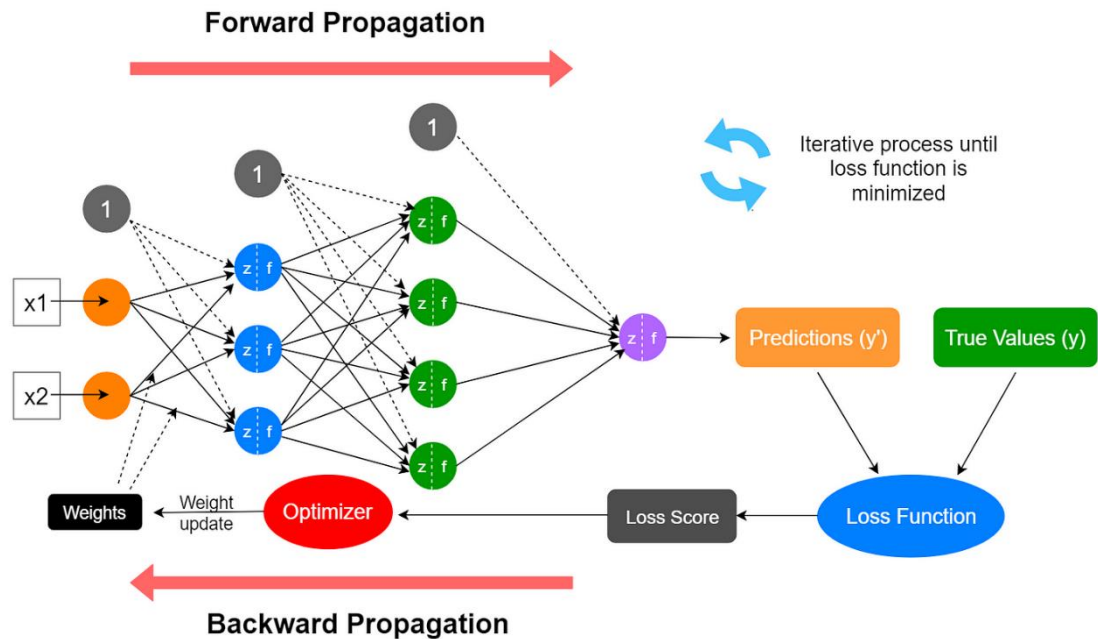 Forward Propagation
1
1
1
Iterative process until
loss function is
minimized
z f
z f
x1
z f
z f
z f
Predictions (y')
True Values (y)
x2
z f
z f
z f
Weights
Weight
update
Optimizer
Loss Score
Loss Function
Backward Propagation